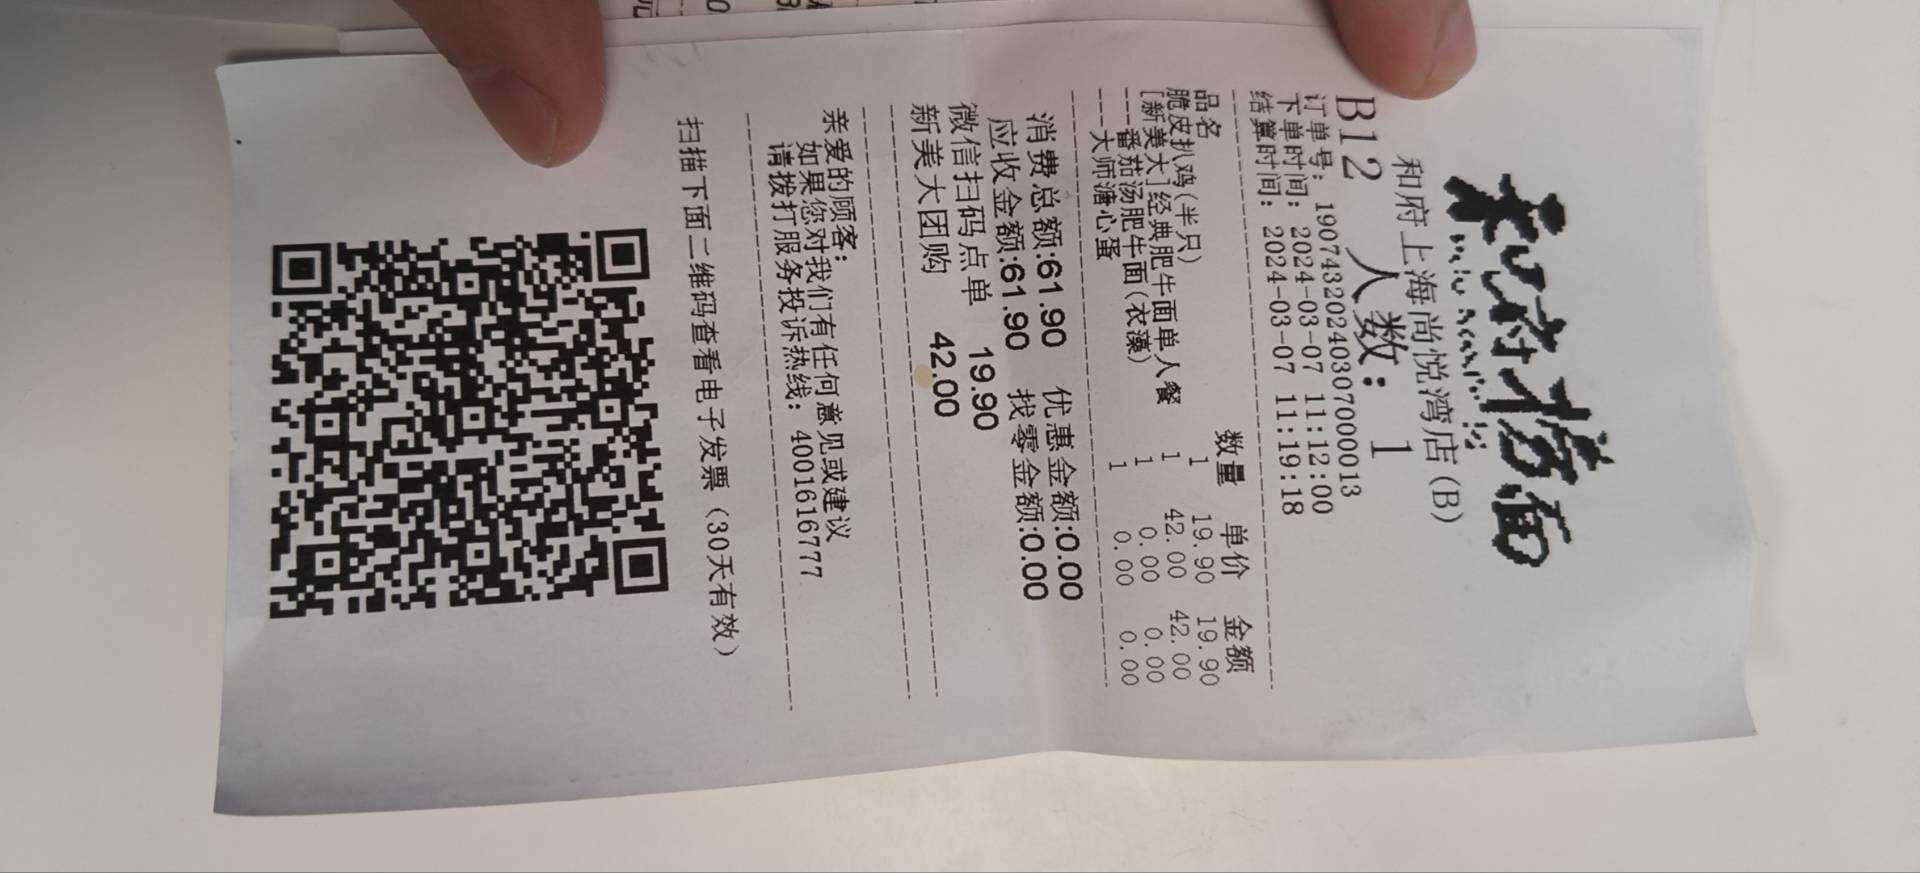 和府捞面
和府上海尚悦湾店(B)
B12 人数: 1
订单号: 19074320240307000013
下单时间: 2024-03-07 11:12:00
结算时间: 2024-03-07 11:19:18
品名 数量 单价 金额
脆皮扒鸡(半只) 1 19.90 19.90
[新美大]经典肥牛面单人餐 1 42.00 42.00
---番茄汤肥牛面(衣藻) 1 0.00 0.00
---大师溏心蛋 1 0.00 0.00
消费总额:61.90 优惠金额:0.00
应收金额:61.90 找零金额:0.00
微信扫码点单 19.90
新美大团购 42.00
亲爱的顾客:
如果您对我们有任何意见或建议
请拨打服务投诉热线: 4001616777
扫描下面二维码查看电子发票(30天有效)